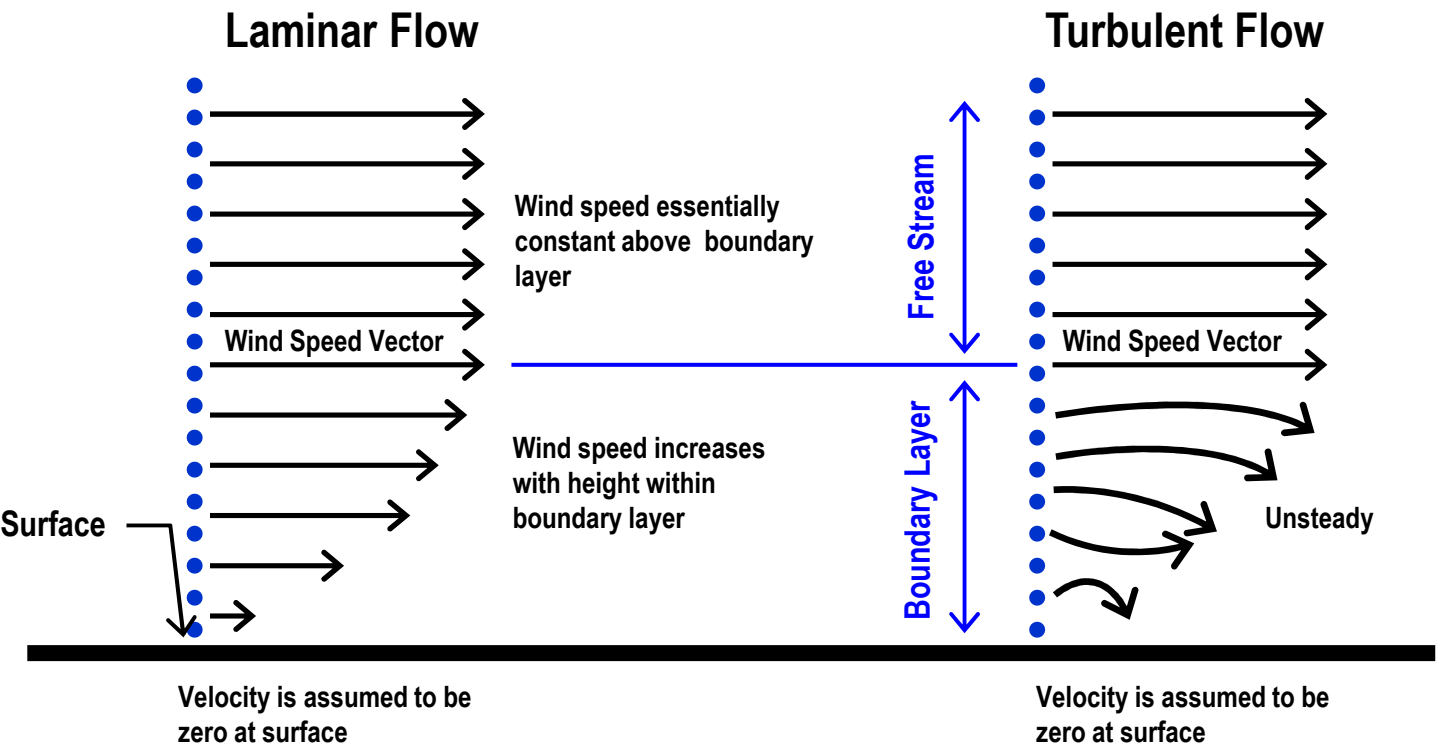 Laminar Flow
Turbulent Flow
Wind speed essentially
constant above boundary
layer
Free Stream
Wind Speed Vector
Wind Speed Vector
Wind speed increases
with height within
boundary layer
Boundary Layer
Surface
Unsteady
Velocity is assumed to be
zero at surface
Velocity is assumed to be
zero at surface